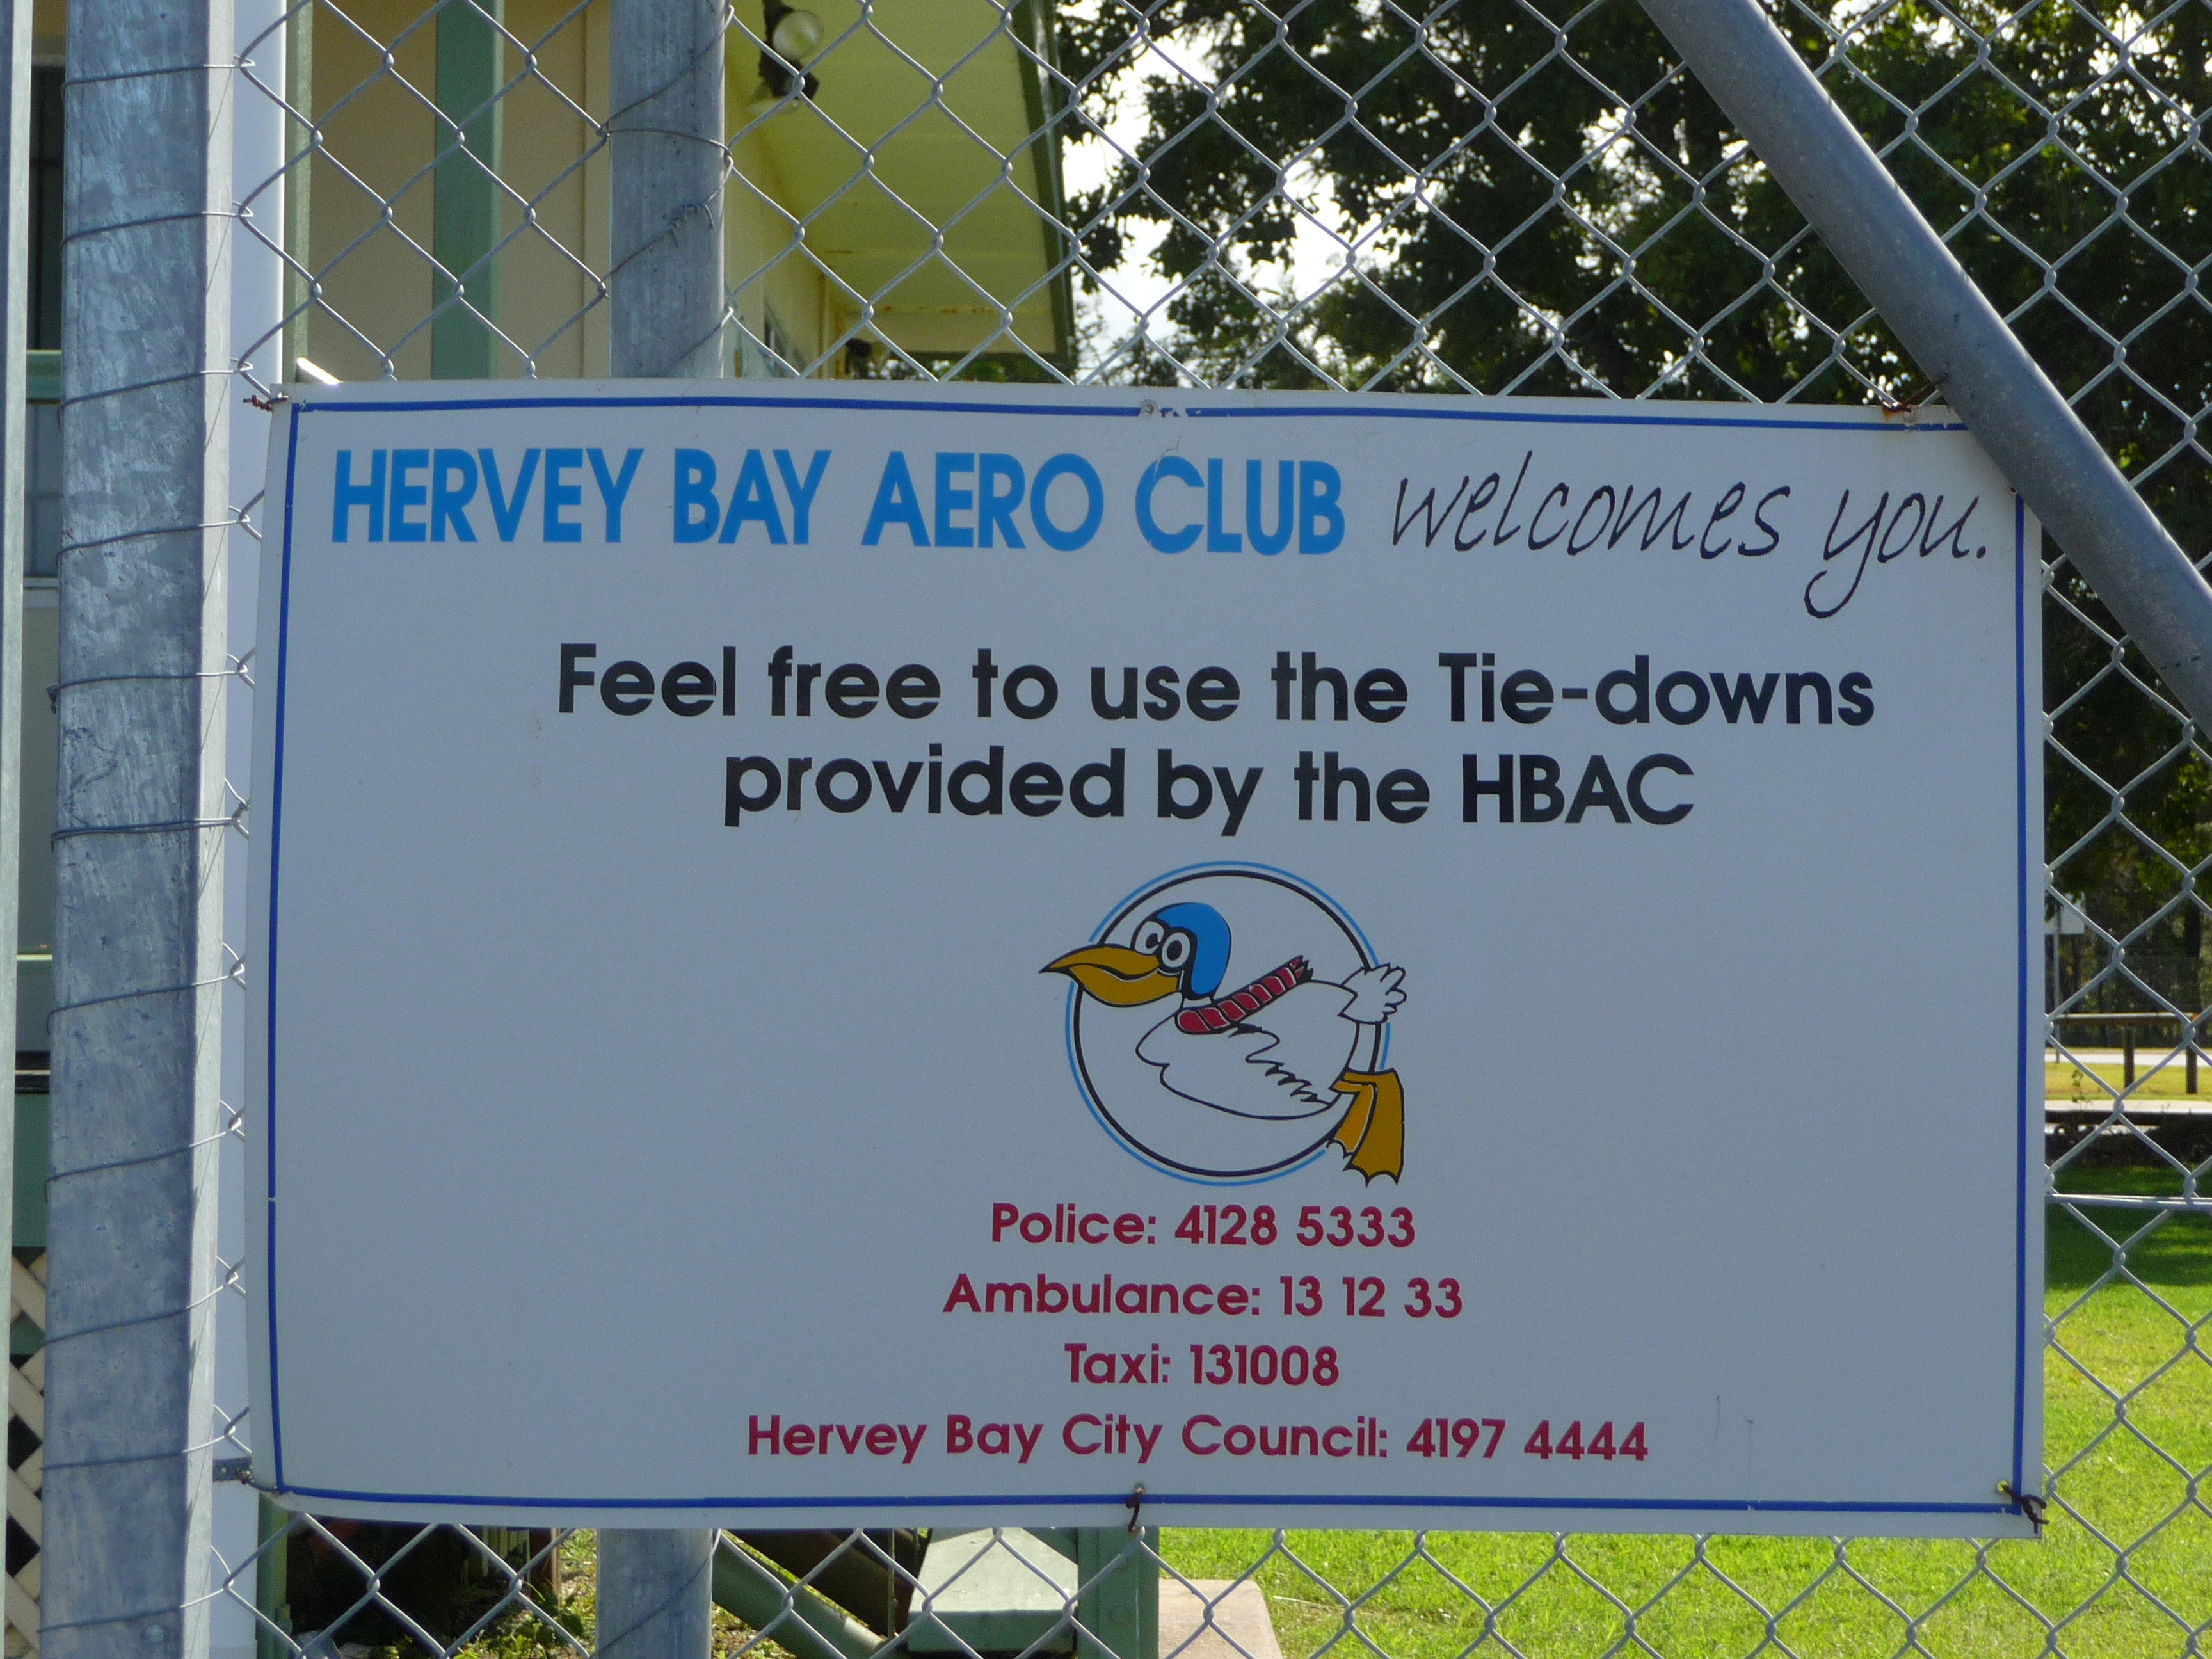 HERVEY BAY AERO CLUB welcomes you.
Feel free to use the Tie-downs
provided by the HBAC
Police: 4128 5333
Ambulance: 13 12 33
Taxi: 131008
Hervey Bay City Council: 4197 4444